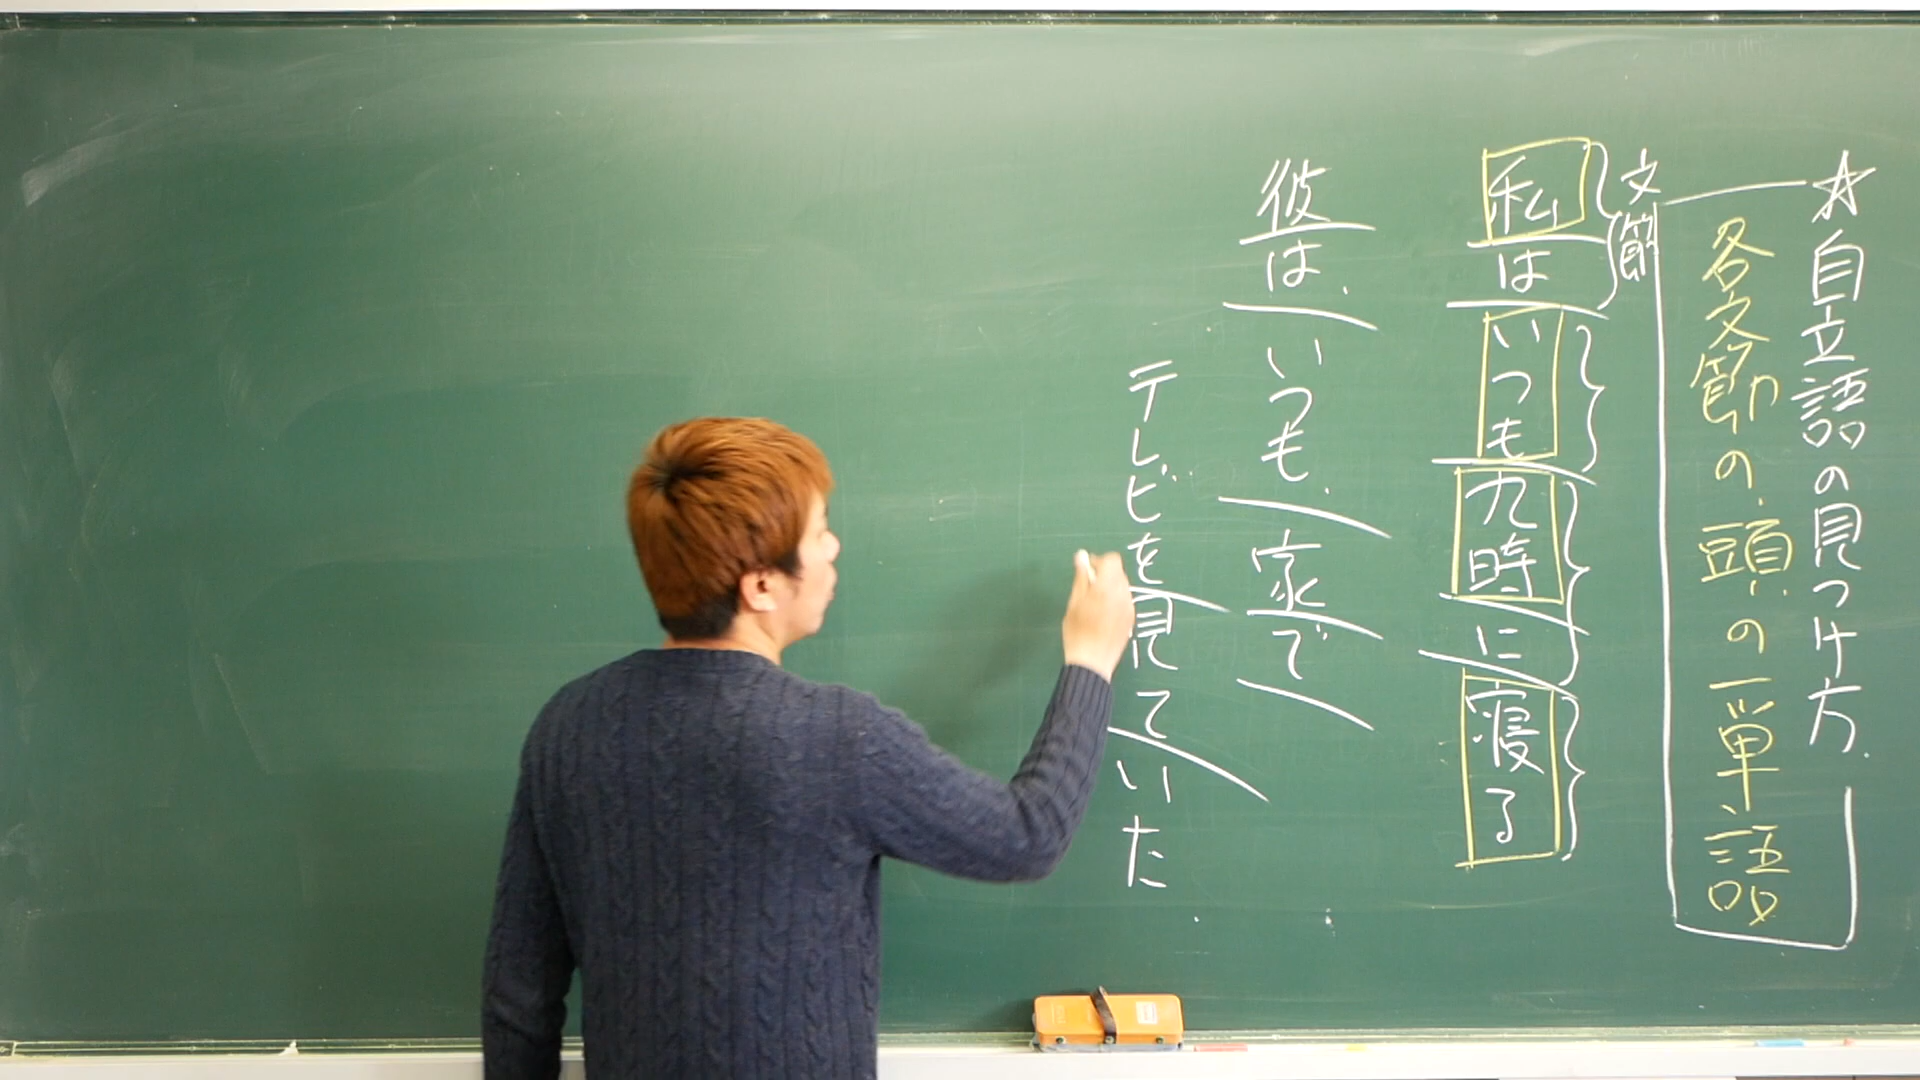 ☆自立語の見つけ方
各文節の頭の単語
文節
私はいつも九時に寝る
彼はいつも家で
テレビを見ていた